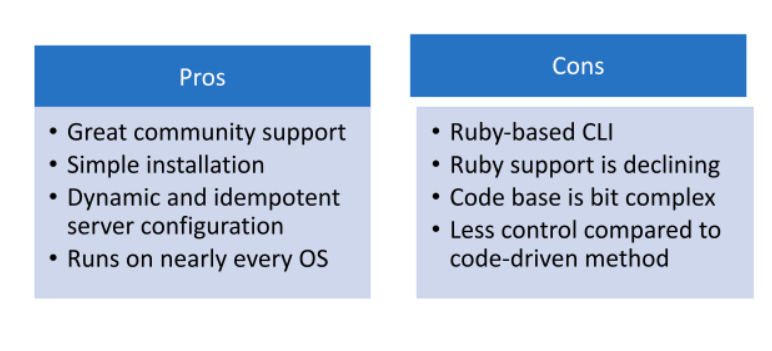 Pros
• Great community support
• Simple installation
• Dynamic and idempotent
server configuration
• Runs on nearly every OS
Cons
• Ruby-based CLI
• Ruby support is declining
• Code base is bit complex
• Less control compared to
code-driven method